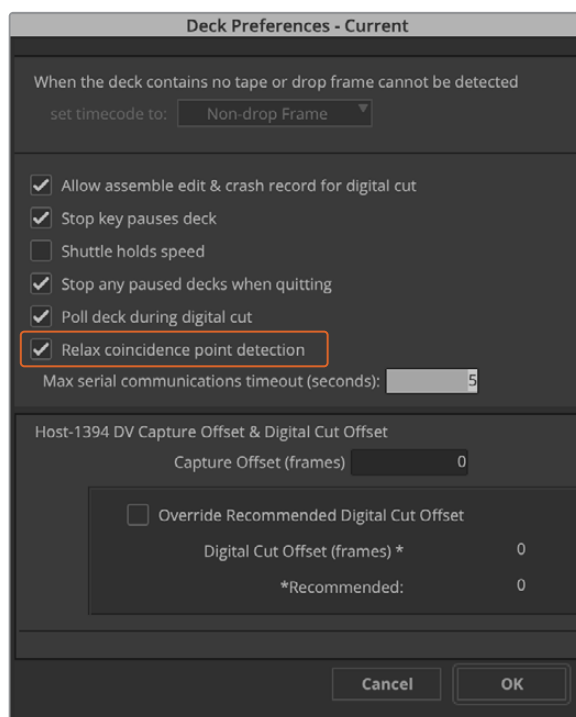 Deck Preferences - Current
When the deck contains no tape or drop frame cannot be detected
set timecode to: Non-drop Frame
Allow assemble edit & crash record for digital cut
Stop key pauses deck
Shuttle holds speed
Stop any paused decks when quitting
Poll deck during digital cut
Relax coincidence point detection
Max serial communications timeout (seconds): 5
Host-1394 DV Capture Offset & Digital Cut Offset
Capture Offset (frames) 0
Override Recommended Digital Cut Offset
Digital Cut Offset (frames) * 0
*Recommended: 0
Cancel OK